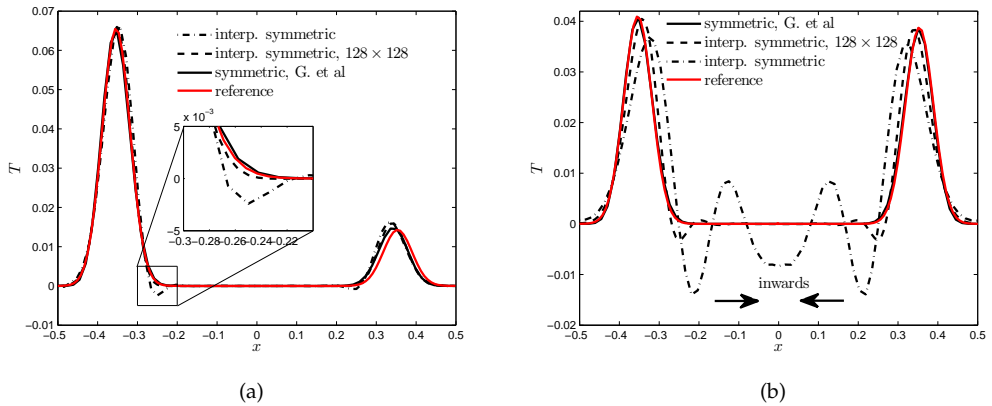 0.07
0.06
0.05
0.04
0.03
0.02
0.01
0
−0.01
T
interp. symmetric
interp. symmetric, 128 × 128
symmetric, G. et al
reference
5
x 10⁻³
0
−5
−0.3−0.28−0.26−0.24−0.22
−0.5 −0.4 −0.3 −0.2 −0.1 0 0.1 0.2 0.3 0.4 0.5
x
(a)
0.04
0.03
0.02
0.01
0
−0.01
−0.02
T
symmetric, G. et al
interp. symmetric, 128 × 128
interp. symmetric
reference
inwards
−0.5 −0.4 −0.3 −0.2 −0.1 0 0.1 0.2 0.3 0.4 0.5
x
(b)